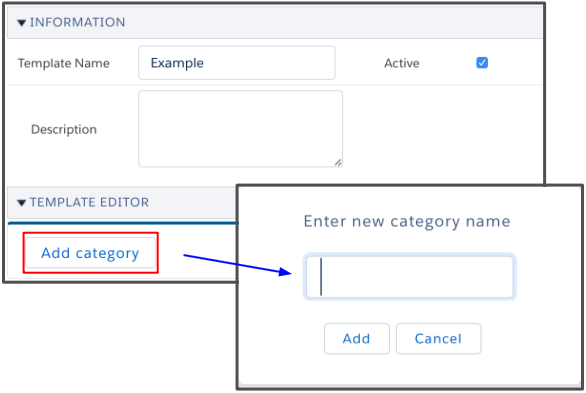 INFORMATION
Template Name
Example
Active
Description
TEMPLATE EDITOR
Add category
Enter new category name
Add
Cancel